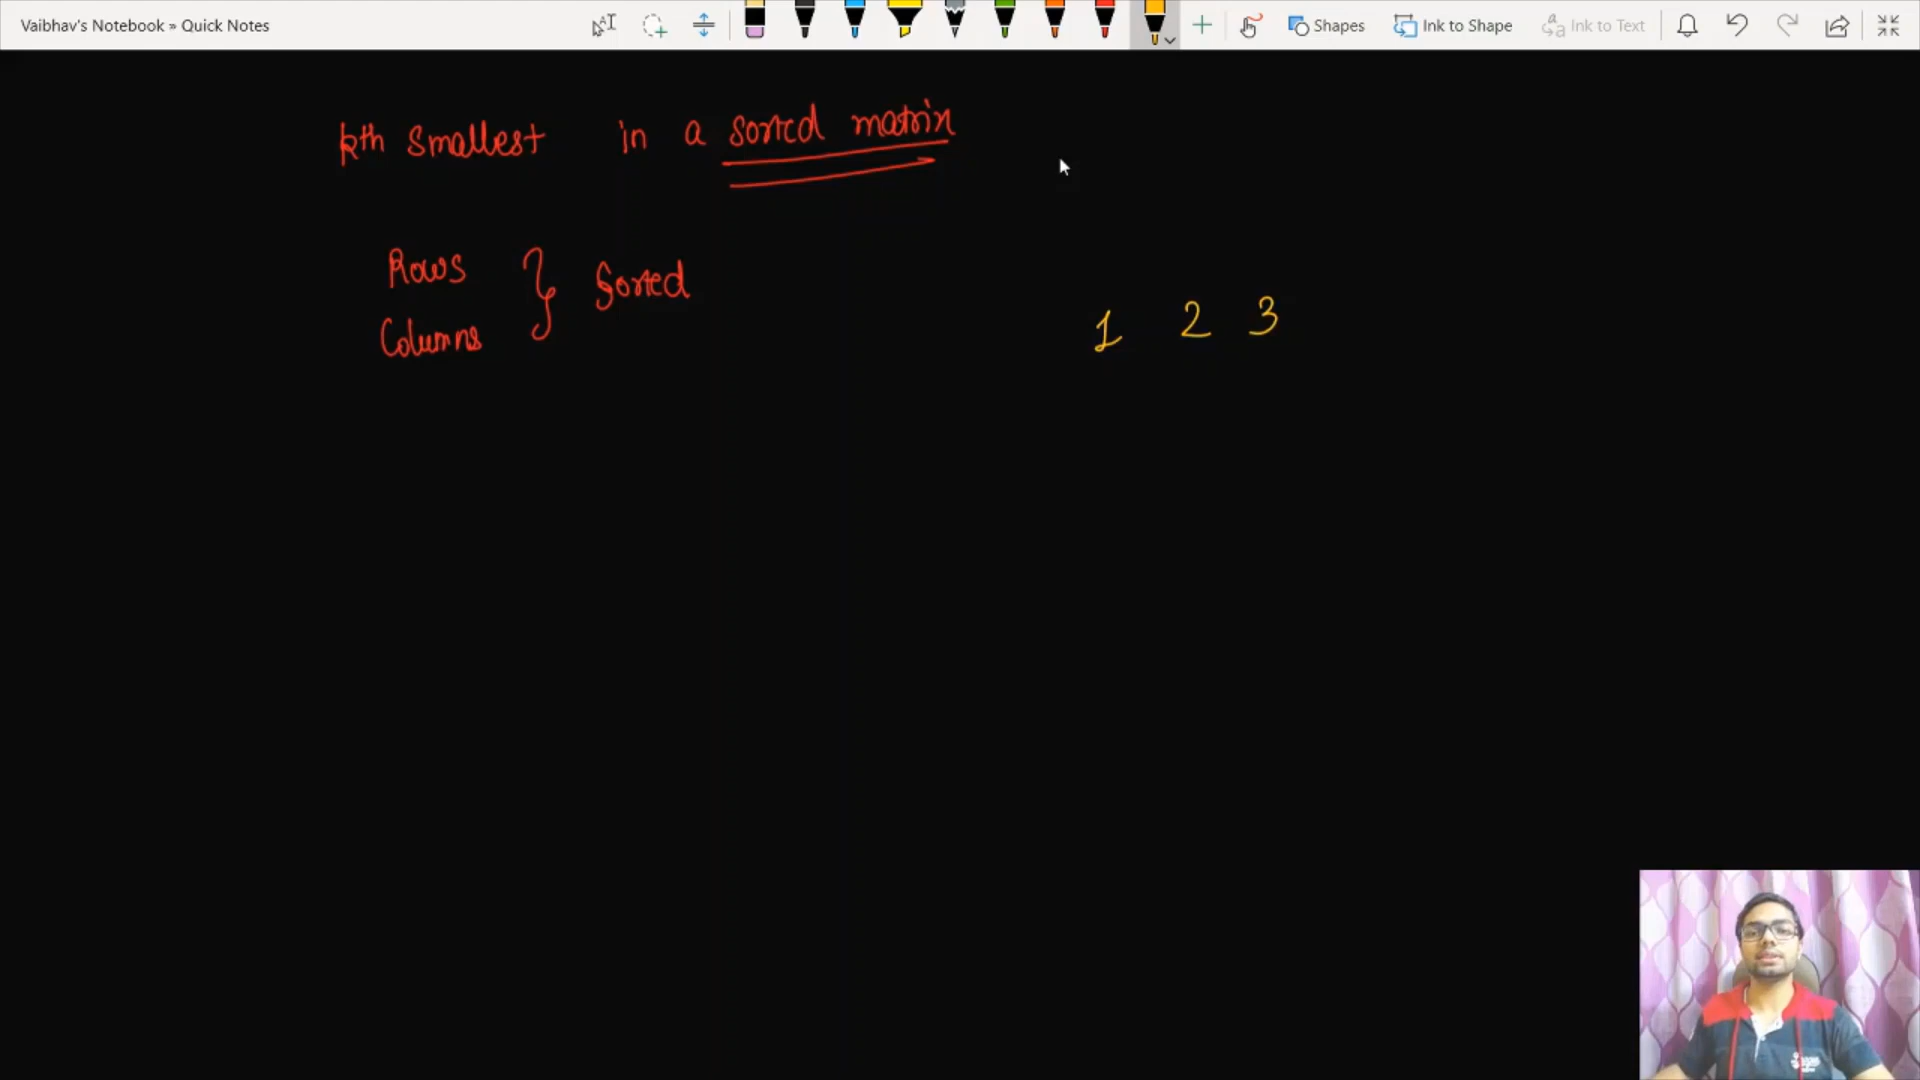 Vaibhav's Notebook » Quick Notes
Shapes
Ink to Shape
Ink to Text
kth smallest in a sorted matrix
Rows
Columns
} Sorted
1 2 3